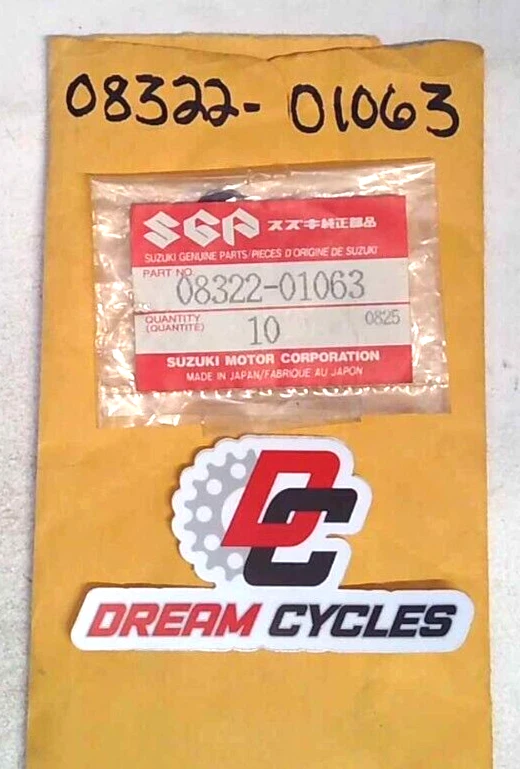 08322-01063
SGP スズキ純正部品
SUZUKI GENUINE PARTS/PIECES D'ORIGINE DE SUZUKI
PART NO.
08322-01063
QUANTITY
(QUANTITÉ)
10
0825
SUZUKI MOTOR CORPORATION
MADE IN JAPAN/FABRIQUE AU JAPON
DC
DREAM CYCLES